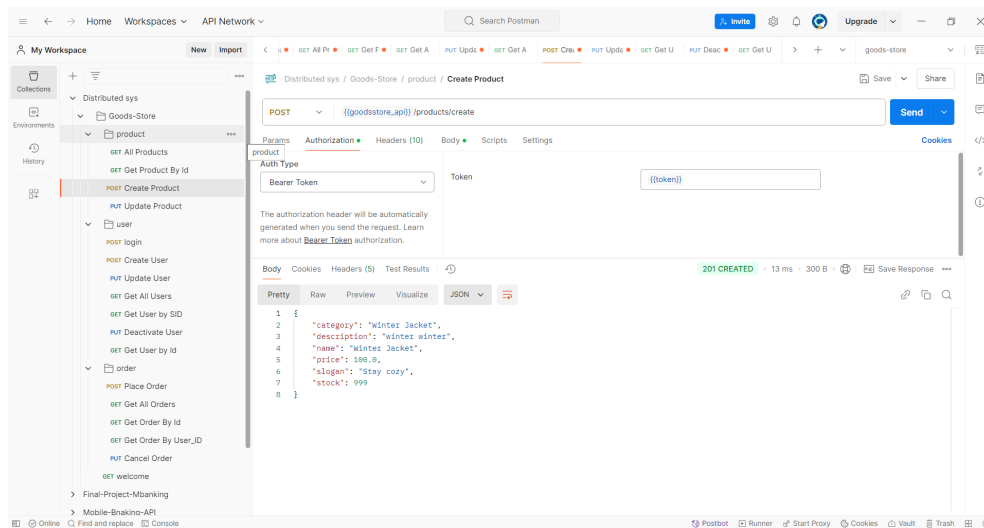 Home Workspaces API Network Search Postman Invite Upgrade
My Workspace New Import GET All Pr GET Get F GET Get A PUT Upda GET Get A POST Crea PUT Upda GET Get U PUT Deac GET Get U goods-store
Collections
Environments
History
Distributed sys
Goods-Store
product
GET All Products
GET Get Product By Id
POST Create Product
PUT Update Product
user
POST login
POST Create User
PUT Update User
GET Get All Users
GET Get User by SID
PUT Deactivate User
GET Get User by Id
order
POST Place Order
GET Get All Orders
GET Get Order By Id
GET Get Order By User_ID
PUT Cancel Order
GET welcome
Final-Project-Mbanking
Mobile-Bnaking-API
Distributed sys / Goods-Store / product / Create Product Save Share
POST {{goodsstore_api}} /products/create Send
Params Authorization Headers (10) Body Scripts Settings Cookies
product
Auth Type
Bearer Token
Token {{token}}
The authorization header will be automatically
generated when you send the request. Learn
more about Bearer Token authorization.
Body Cookies Headers (5) Test Results 201 CREATED 13 ms 300 B Save Response
Pretty Raw Preview Visualize JSON
1 {
2 "category": "Winter Jacket",
3 "description": "winter winter",
4 "name": "Winter Jacket",
5 "price": 100.0,
6 "slogan": "Stay cozy",
7 "stock": 999
8 }
Online Find and replace Console Postbot Runner Start Proxy Cookies Vault Trash